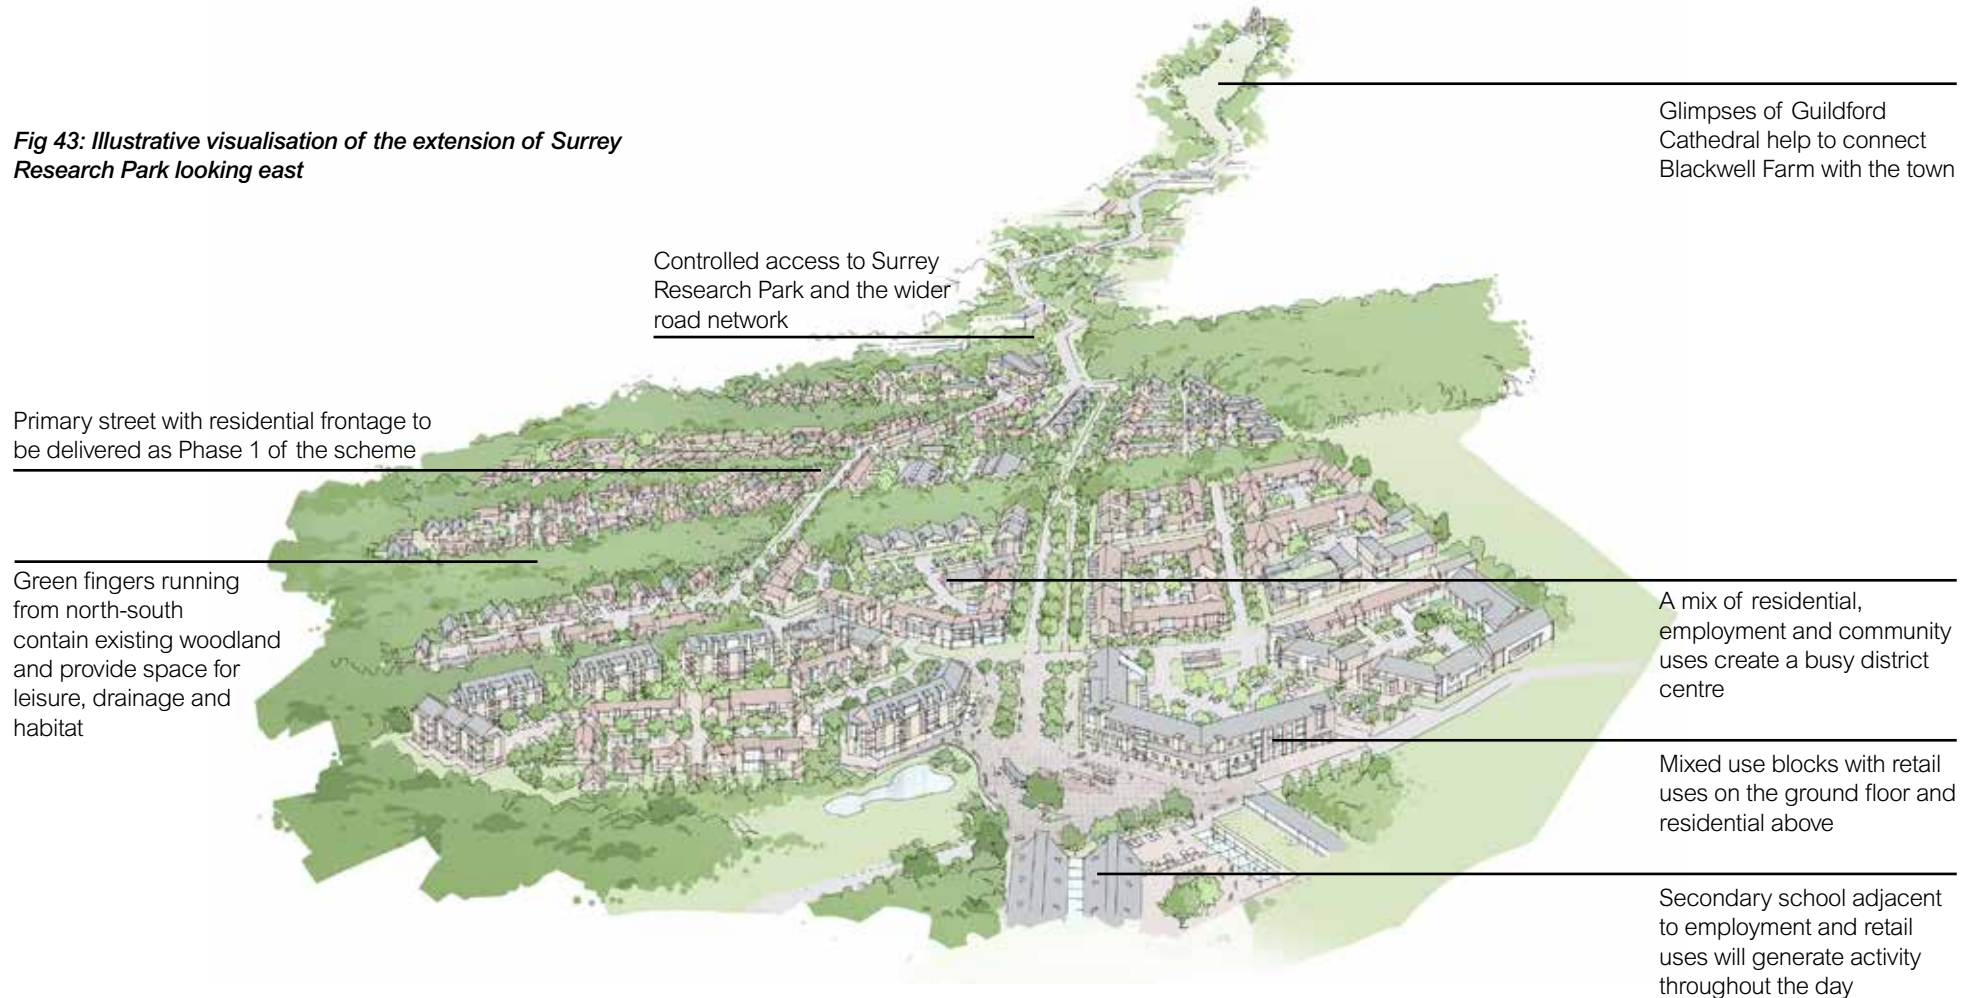 Fig 43: Illustrative visualisation of the extension of Surrey
Research Park looking east
Glimpses of Guildford
Cathedral help to connect
Blackwell Farm with the town
Controlled access to Surrey
Research Park and the wider
road network
Primary street with residential frontage to
be delivered as Phase 1 of the scheme
Green fingers running
from north-south
contain existing woodland
and provide space for
leisure, drainage and
habitat
A mix of residential,
employment and community
uses create a busy district
centre
Mixed use blocks with retail
uses on the ground floor and
residential above
Secondary school adjacent
to employment and retail
uses will generate activity
throughout the day